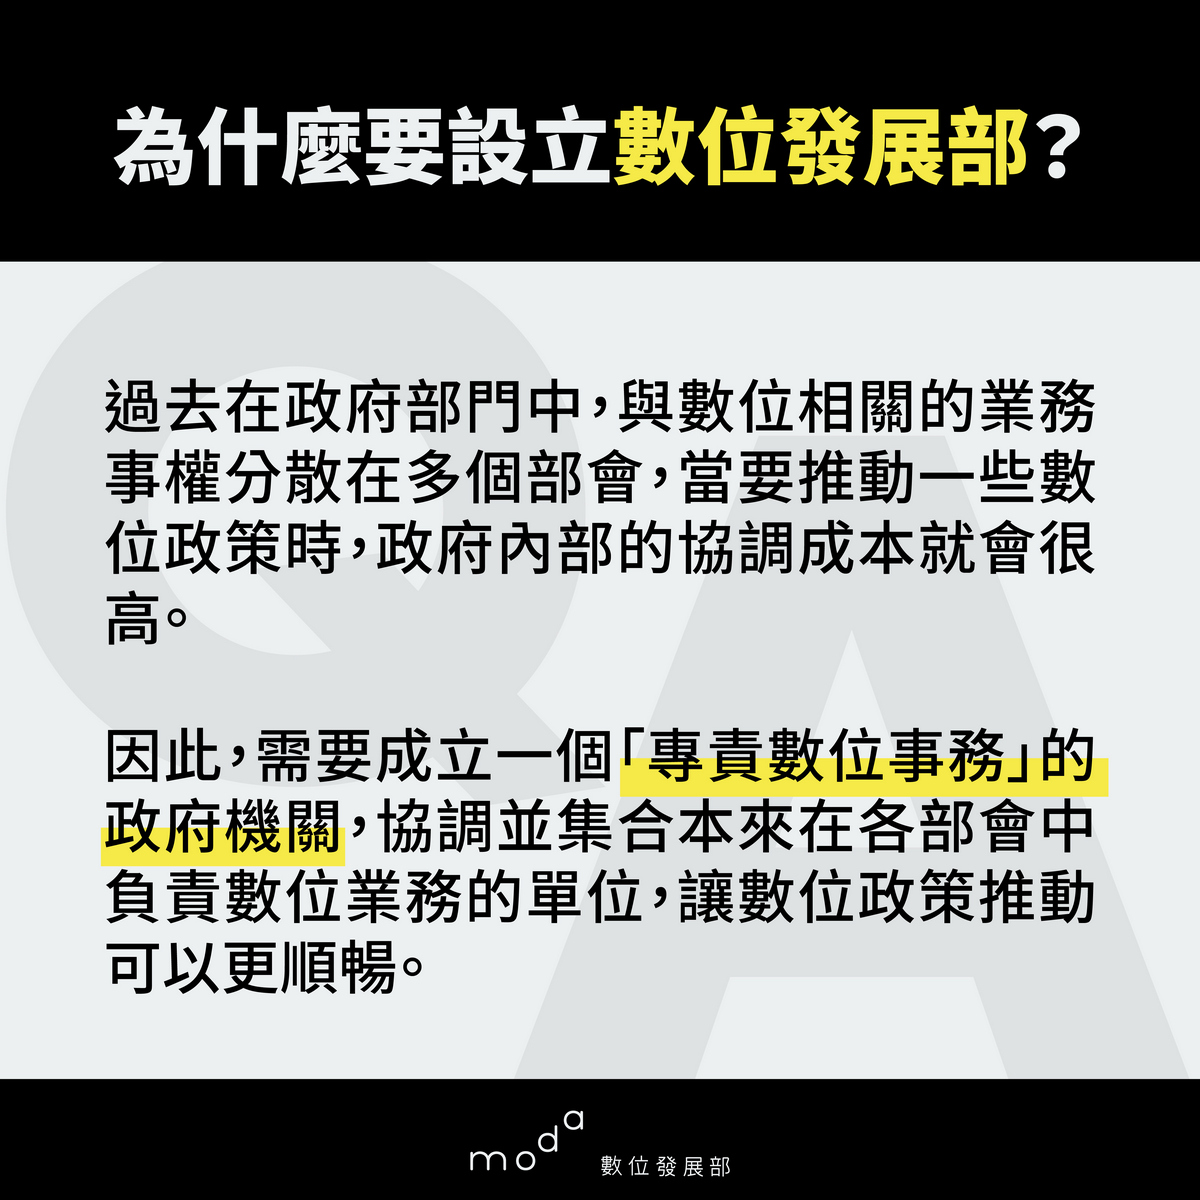 為什麼要設立數位發展部？
過去在政府部門中，與數位相關的業務
事權分散在多個部會，當要推動一些數
位政策時，政府內部的協調成本就會很
高。
因此，需要成立一個「專責數位事務」的
政府機關，協調並集合本來在各部會中
負責數位業務的單位，讓數位政策推動
可以更順暢。
moda 數位發展部
QA